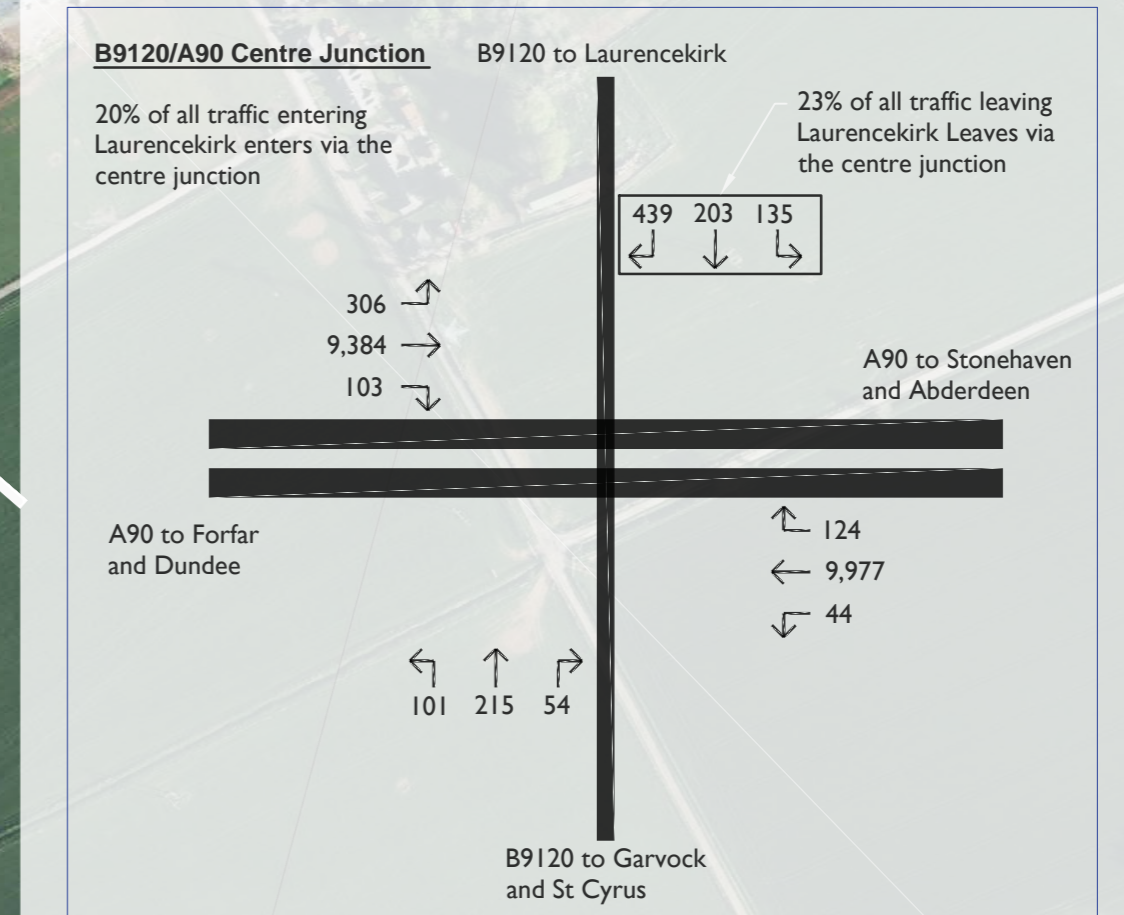 B9120/A90 Centre Junction
B9120 to Laurencekirk
20% of all traffic entering
Laurencekirk enters via the
centre junction
23% of all traffic leaving
Laurencekirk Leaves via
the centre junction
439 203 135
306
9,384
103
A90 to Stonehaven
and Abderdeen
A90 to Forfar
and Dundee
124
9,977
44
101 215 54
B9120 to Garvock
and St Cyrus